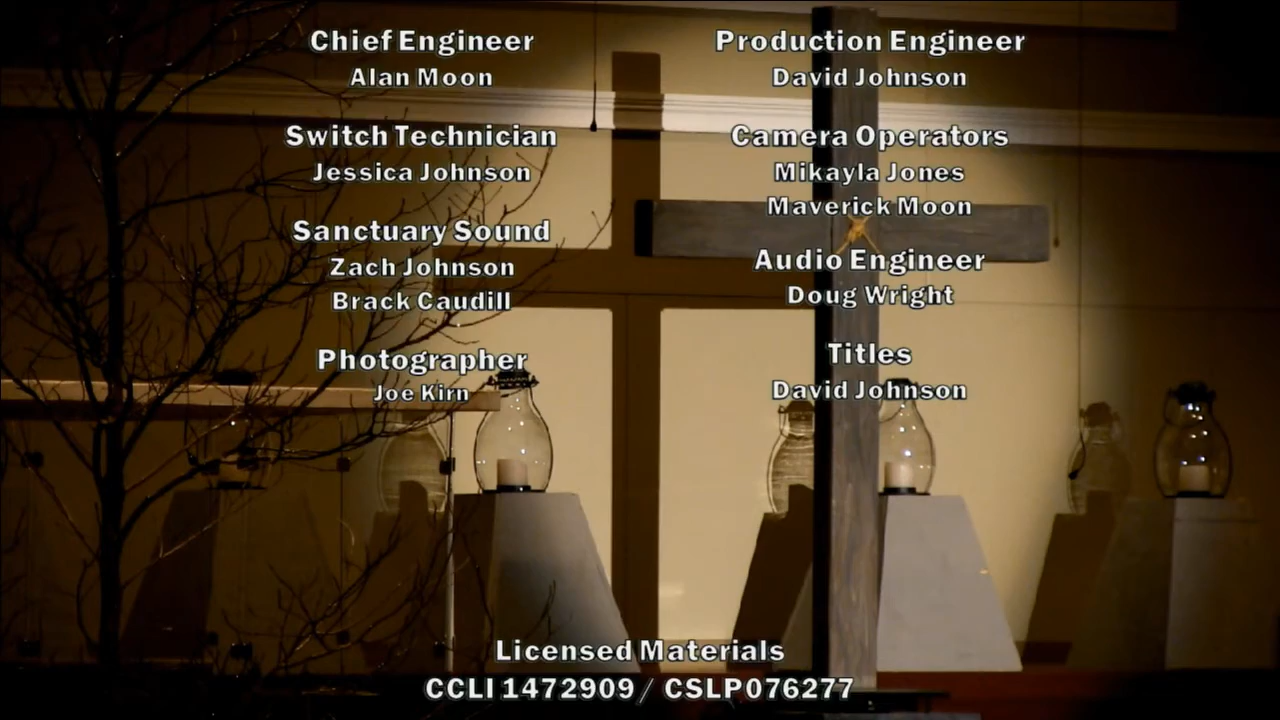 Chief Engineer
Alan Moon
Switch Technician
Jessica Johnson
Sanctuary Sound
Zach Johnson
Brack Caudill
Photographer
Joe Kirn
Production Engineer
David Johnson
Camera Operators
Mikayla Jones
Maverick Moon
Audio Engineer
Doug Wright
Titles
David Johnson
Licensed Materials
CCLI 1472909 / CSLP076277